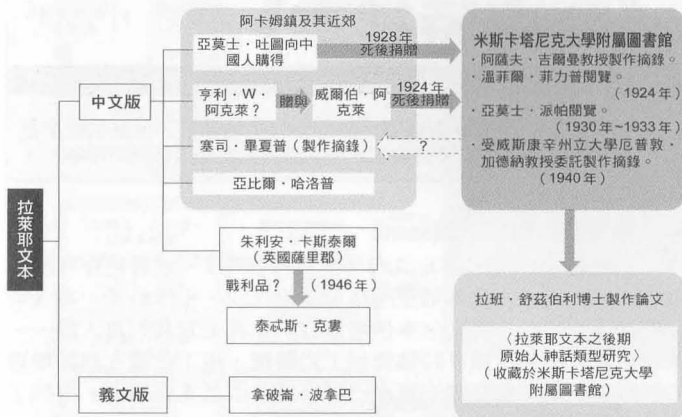 拉萊耶文本
中文版
義文版
阿卡姆鎮及其近郊
亞莫士・吐圖向中
國人購得
1928年
死後捐贈
亨利・W・
阿克萊？
贈與
威爾伯・阿
克萊
1924年
死後捐贈
塞司・畢夏普（製作摘錄）
？
亞比爾・哈洛普
朱利安・卡斯泰爾
（英國薩里郡）
戰利品？
（1946年）
泰忒斯・克婁
拿破崙・波拿巴
米斯卡塔尼克大學附屬圖書館
・阿薩夫・吉爾曼教授製作摘錄。
・溫菲爾・菲力普閱覽。
（1924年）
・亞莫士・派帕閱覽。
（1930年~1933年）
・受威斯康辛州立大學厄普敦・
加德納教授委託製作摘錄。
（1940年）
拉班・舒茲伯利博士製作論文
〈拉萊耶文本之後期
原始人神話類型研究〉
（收藏於米斯卡塔尼克大學
附屬圖書館）